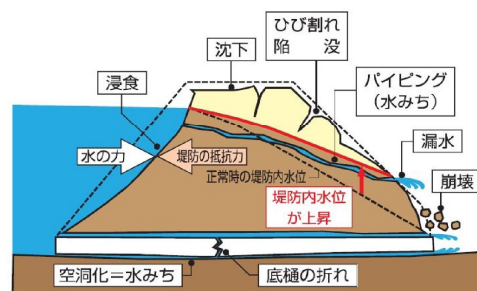 ひび割れ
陥 没
沈下
パイピング
(水みち)
浸食
漏水
水の力
堤防の抵抗力
正常時の堤防内水位
崩壊
堤防内水位
が上昇
空洞化=水みち
底樋の折れ